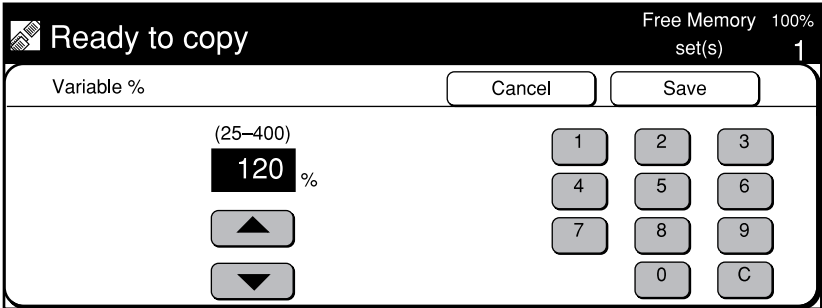 Ready to copy
Free Memory 100%
set(s) 1
Variable %
Cancel
Save
(25–400)
120 %
1 2 3
4 5 6
7 8 9
0 C